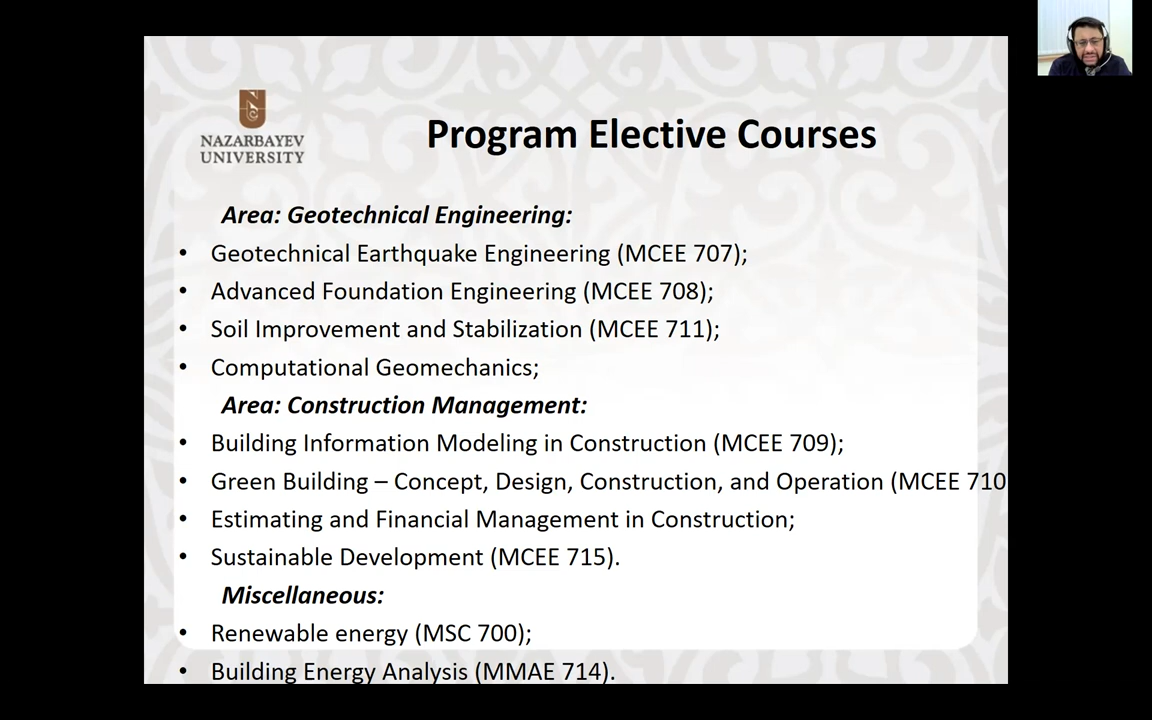 NAZARBAYEV
UNIVERSITY
Program Elective Courses
Area: Geotechnical Engineering:
• Geotechnical Earthquake Engineering (MCEE 707);
• Advanced Foundation Engineering (MCEE 708);
• Soil Improvement and Stabilization (MCEE 711);
• Computational Geomechanics;
Area: Construction Management:
• Building Information Modeling in Construction (MCEE 709);
• Green Building – Concept, Design, Construction, and Operation (MCEE 710
• Estimating and Financial Management in Construction;
• Sustainable Development (MCEE 715).
Miscellaneous:
• Renewable energy (MSC 700);
• Building Energy Analysis (MMAE 714).